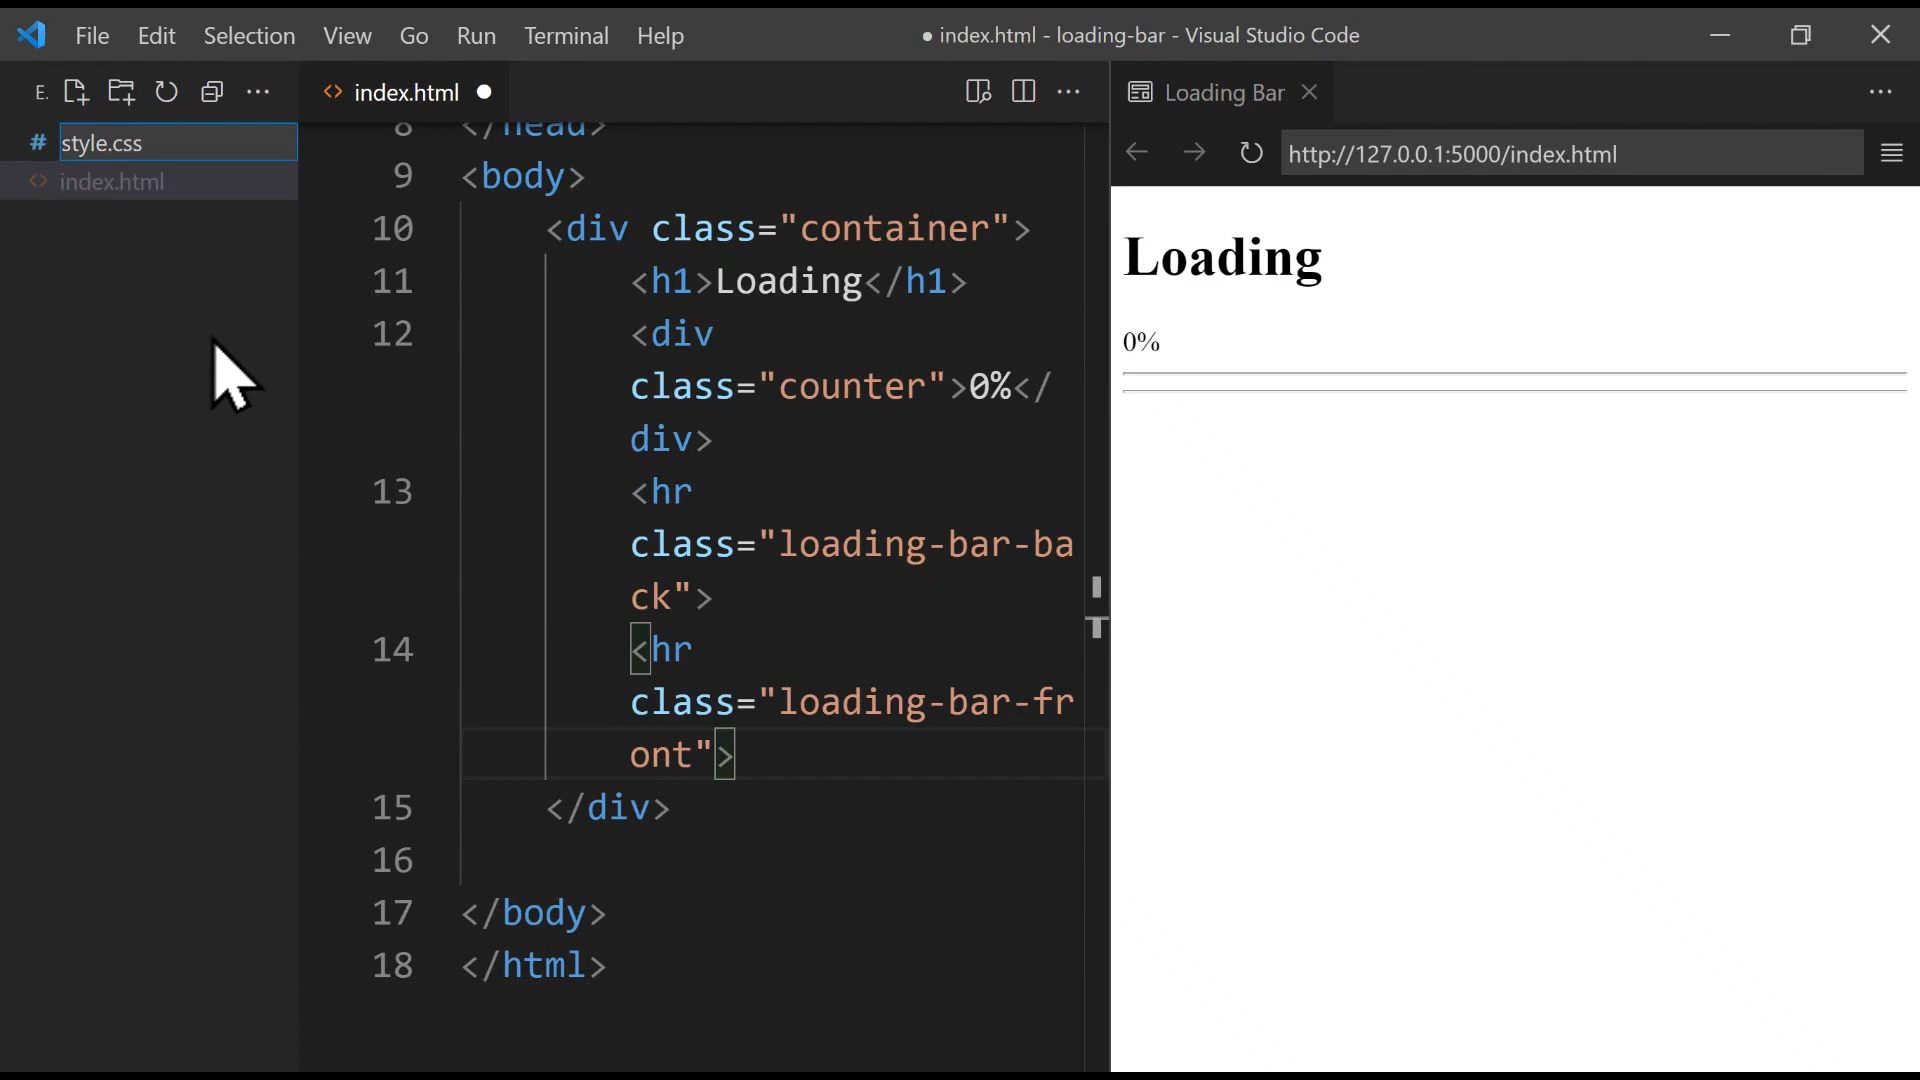 File Edit Selection View Go Run Terminal Help
● index.html - loading-bar - Visual Studio Code
E.
# style.css
<> index.html
<> index.html ●
8 </head>
9 <body>
10 <div class="container">
11 <h1>Loading</h1>
12 <div
class="counter">0%</
div>
13 <hr
class="loading-bar-ba
ck">
14 <hr
class="loading-bar-fr
ont">
15 </div>
16
17 </body>
18 </html>
Loading Bar
http://127.0.0.1:5000/index.html
Loading
0%